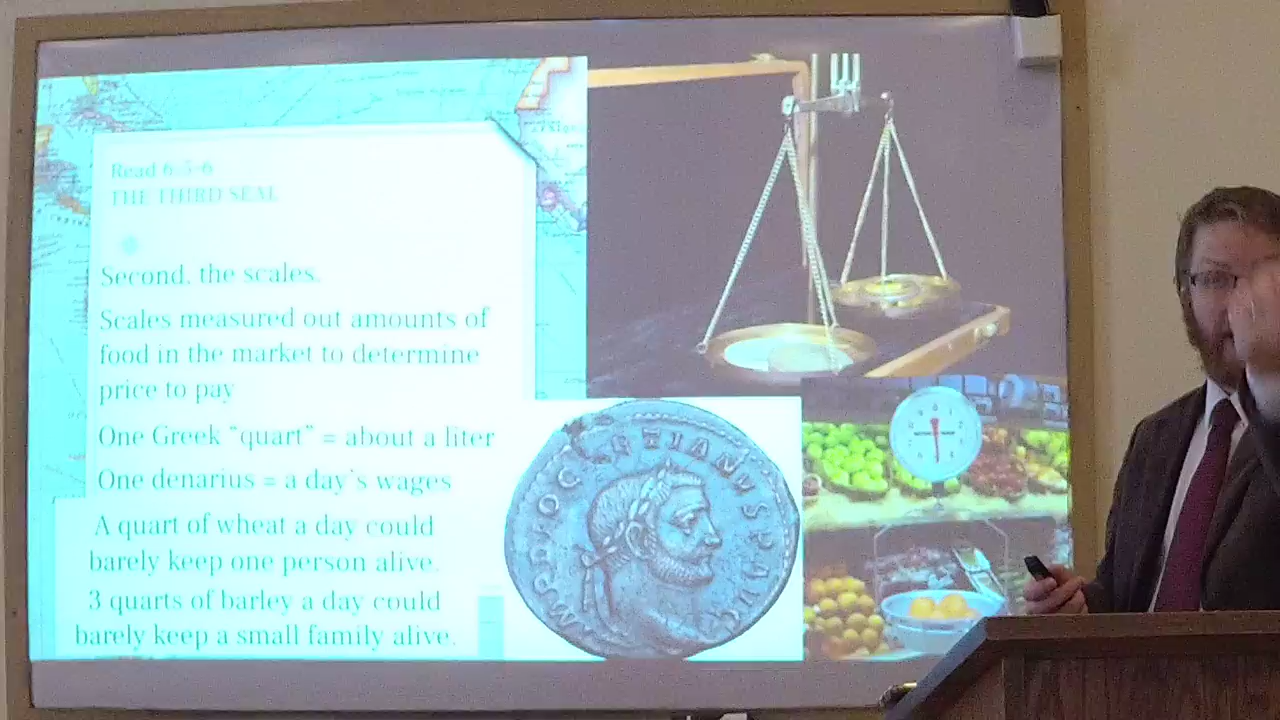 Read 6:5-6
THE THIRD SEAL
Second, the scales.
Scales measured out amounts of
food in the market to determine
price to pay
One Greek “quart” = about a liter
One denarius = a day's wages
A quart of wheat a day could
barely keep one person alive.
3 quarts of barley a day could
barely keep a small family alive.